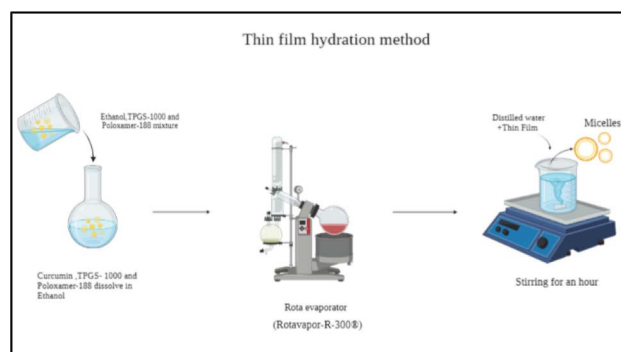 Thin film hydration method
Ethanol,TPGS-1000 and
Poloxamer-188 mixture
Curcumin ,TPGS- 1000 and
Poloxamer-188 dissolve in
Ethanol
Rota evaporator
(Rotavapor-R-300®)
Distilled water
+Thin Film
Micelles
Stirring for an hour